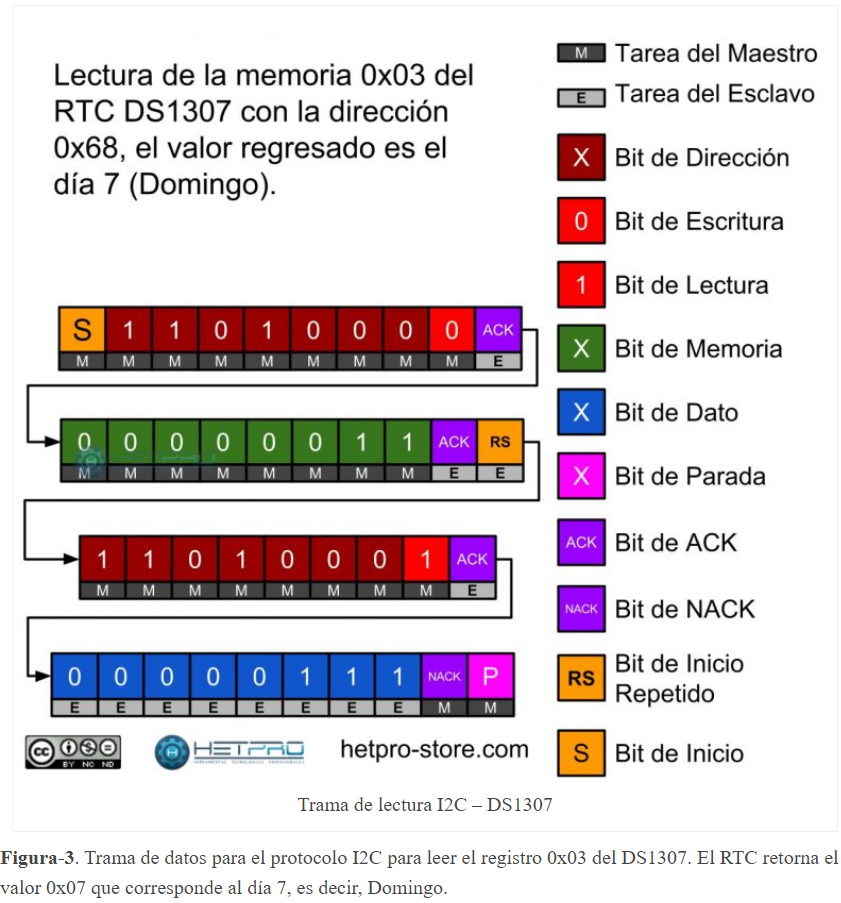 Lectura de la memoria 0x03 del
RTC DS1307 con la dirección
0x68, el valor regresado es el
día 7 (Domingo).
M Tarea del Maestro
E Tarea del Esclavo
X Bit de Dirección
0 Bit de Escritura
1 Bit de Lectura
X Bit de Memoria
X Bit de Dato
X Bit de Parada
ACK Bit de ACK
NACK Bit de NACK
RS Bit de Inicio
Repetido
S Bit de Inicio
S 1 1 0 1 0 0 0 0 ACK
M M M M M M M M M E
0 0 0 0 0 0 1 1 ACK RS
M M M M M M M M E E
1 1 0 1 0 0 0 1 ACK
M M M M M M M M E
0 0 0 0 0 1 1 1 NACK P
E E E E E E E E M M
cc BY NC ND
HETPRO
HERRAMIENTAS TECNOLÓGICAS PROFESIONALES
hetpro-store.com
Trama de lectura I2C – DS1307
Figura-3. Trama de datos para el protocolo I2C para leer el registro 0x03 del DS1307. El RTC retorna el
valor 0x07 que corresponde al día 7, es decir, Domingo.